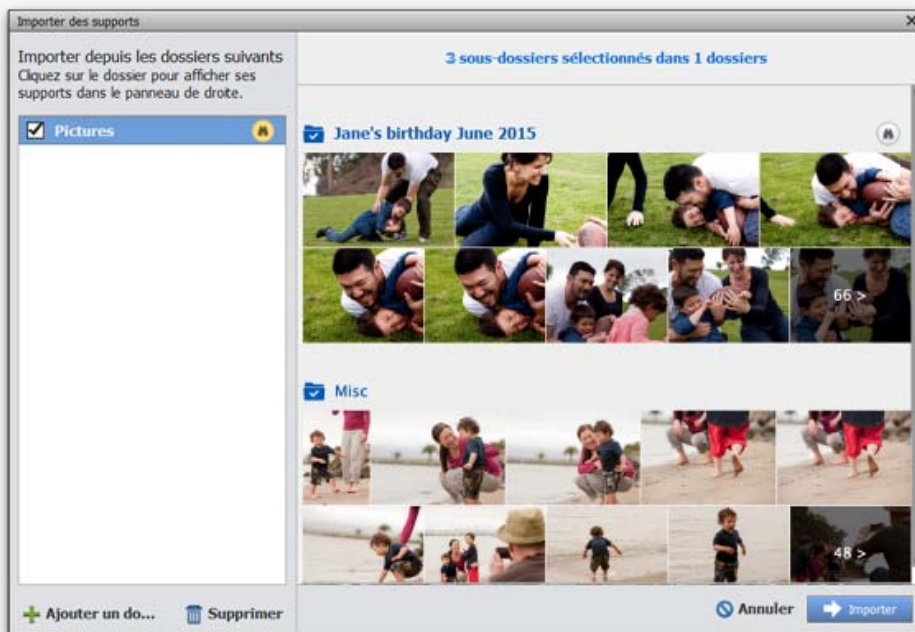 Importer des supports
Importer depuis les dossiers suivants
Cliquez sur le dossier pour afficher ses
supports dans le panneau de droite.
Pictures
3 sous-dossiers sélectionnés dans 1 dossiers
Jane's birthday June 2015
66 >
Misc
48 >
Ajouter un do...
Supprimer
Annuler
Importer